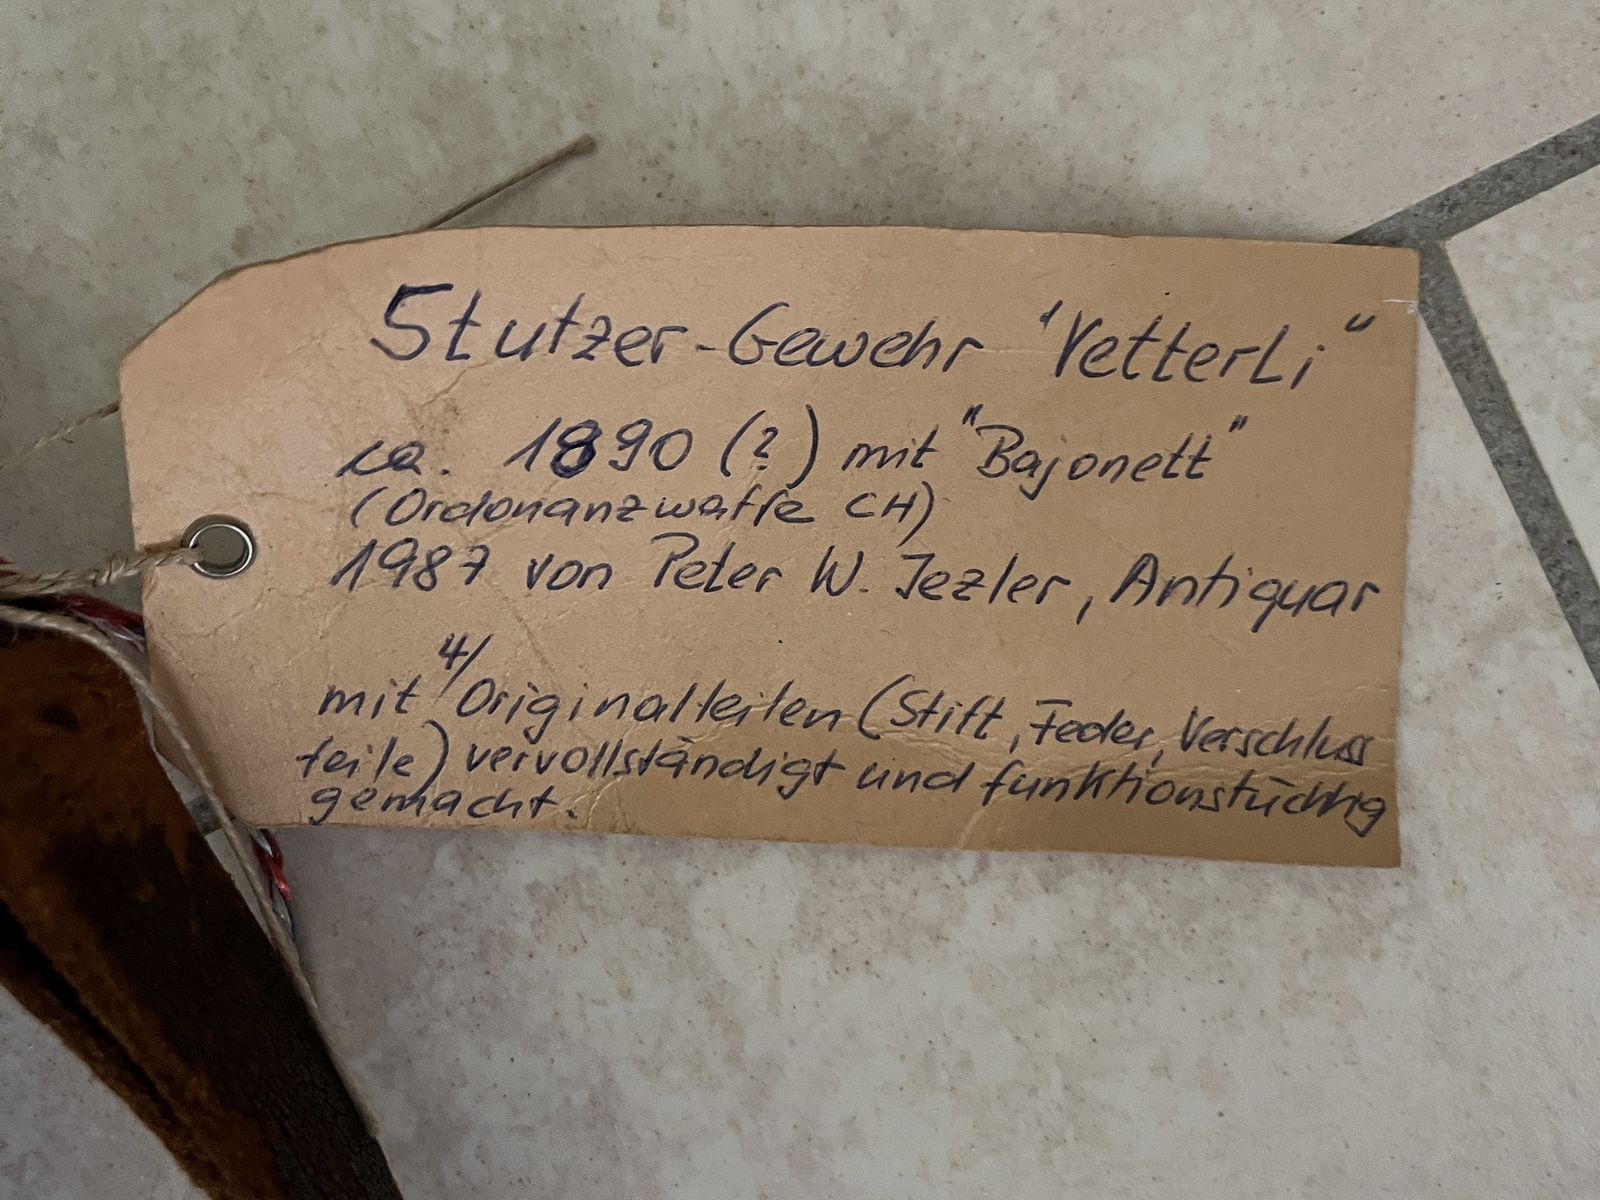 Stutzer-Gewehr "Vetterli"
ca. 1890 (?) mit "Bajonett"
(Ordonanzwaffe CH)
1987 von Peter W. Jezler, Antiquar
mit 4/ Originalteilen (Stift, Feder, Verschluss
teile) vervollständigt und funktionstüchtig
gemacht.